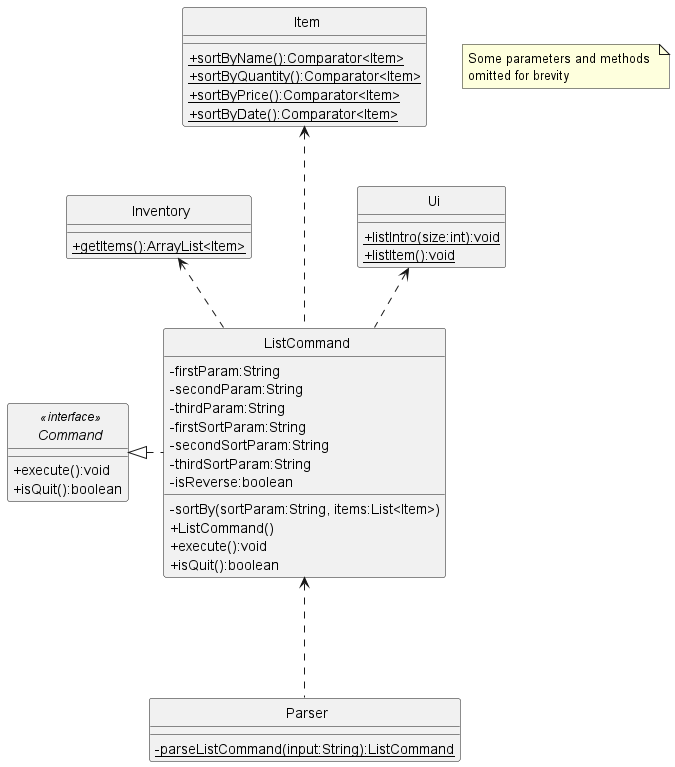 Item
+sortByName():Comparator<Item>
+sortByQuantity():Comparator<Item>
+sortByPrice():Comparator<Item>
+sortByDate():Comparator<Item>
Some parameters and methods
omitted for brevity
Inventory
+getItems():ArrayList<Item>
Ui
+listIntro(size:int):void
+listItem():void
ListCommand
-firstParam:String
-secondParam:String
-thirdParam:String
-firstSortParam:String
-secondSortParam:String
-thirdSortParam:String
-isReverse:boolean
-sortBy(sortParam:String, items:List<Item>)
+ListCommand()
+execute():void
+isQuit():boolean
«interface»
Command
+execute():void
+isQuit():boolean
Parser
-parseListCommand(input:String):ListCommand